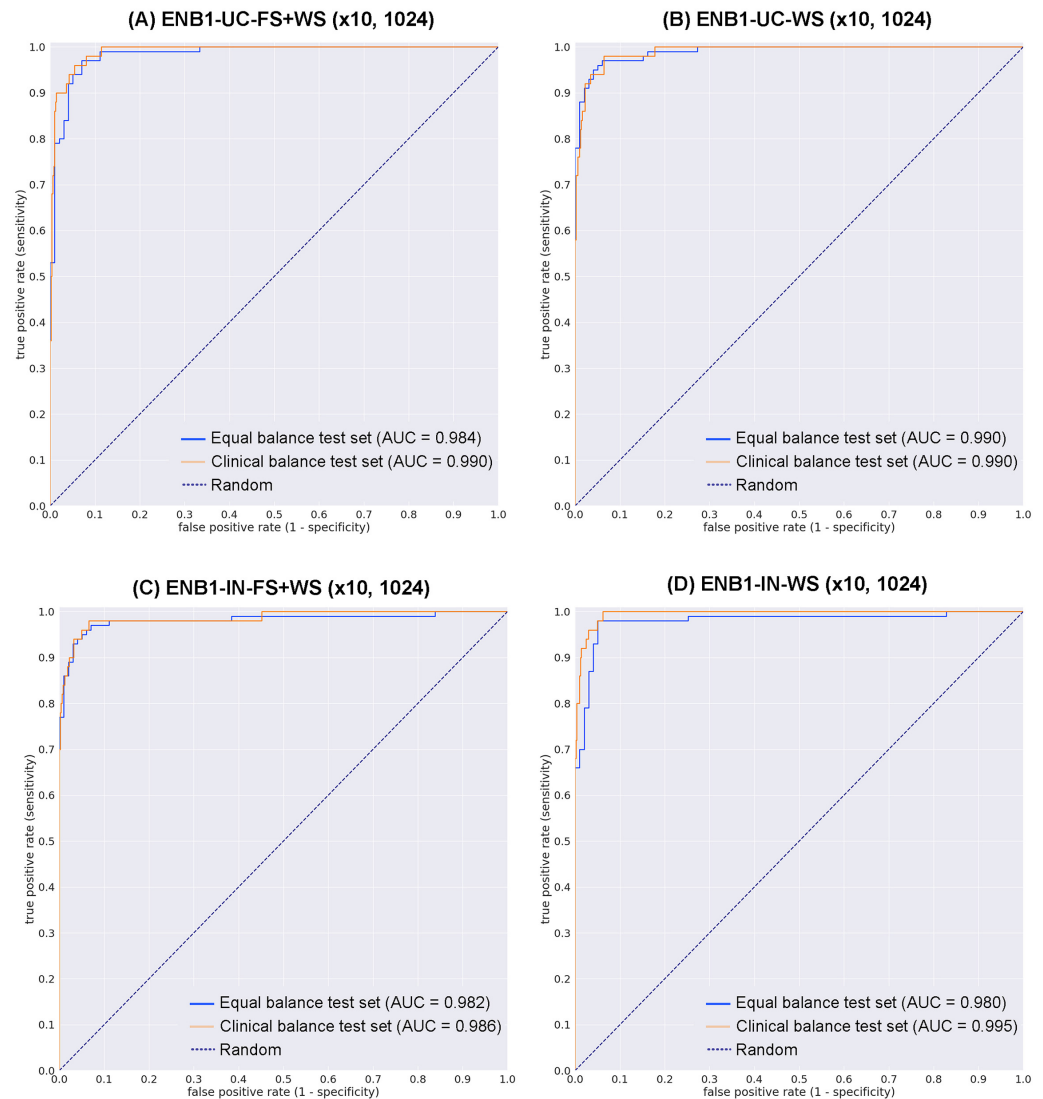 (A) ENB1-UC-FS+WS (x10, 1024)
1.0
0.9
0.8
0.7
0.6
0.5
0.4
0.3
0.2
0.1
0.0
true positive rate (sensitivity)
Equal balance test set (AUC = 0.984)
Clinical balance test set (AUC = 0.990)
Random
0.0 0.1 0.2 0.3 0.4 0.5 0.6 0.7 0.8 0.9 1.0
false positive rate (1 - specificity)
(B) ENB1-UC-WS (x10, 1024)
1.0
0.9
0.8
0.7
0.6
0.5
0.4
0.3
0.2
0.1
0.0
true positive rate (sensitivity)
Equal balance test set (AUC = 0.990)
Clinical balance test set (AUC = 0.990)
Random
0.0 0.1 0.2 0.3 0.4 0.5 0.6 0.7 0.8 0.9 1.0
false positive rate (1 - specificity)
(C) ENB1-IN-FS+WS (x10, 1024)
1.0
0.9
0.8
0.7
0.6
0.5
0.4
0.3
0.2
0.1
0.0
true positive rate (sensitivity)
Equal balance test set (AUC = 0.982)
Clinical balance test set (AUC = 0.986)
Random
0.0 0.1 0.2 0.3 0.4 0.5 0.6 0.7 0.8 0.9 1.0
false positive rate (1 - specificity)
(D) ENB1-IN-WS (x10, 1024)
1.0
0.9
0.8
0.7
0.6
0.5
0.4
0.3
0.2
0.1
0.0
true positive rate (sensitivity)
Equal balance test set (AUC = 0.980)
Clinical balance test set (AUC = 0.995)
Random
0.0 0.1 0.2 0.3 0.4 0.5 0.6 0.7 0.8 0.9 1.0
false positive rate (1 - specificity)